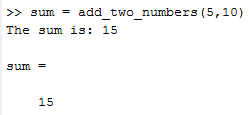 >> sum = add_two_numbers(5,10)
The sum is: 15
sum =
15